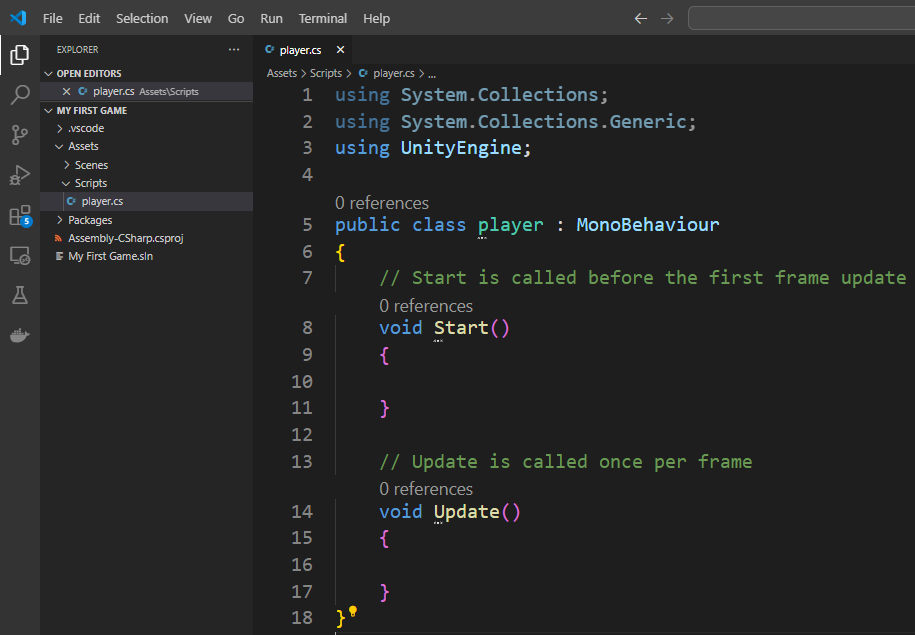 File Edit Selection View Go Run Terminal Help
EXPLORER ...
player.cs
OPEN EDITORS
player.cs Assets\Scripts
MY FIRST GAME
.vscode
Assets
Scenes
Scripts
player.cs
Packages
Assembly-CSharp.csproj
My First Game.sln
5
Assets > Scripts > player.cs > ...
1 using System.Collections;
2 using System.Collections.Generic;
3 using UnityEngine;
4
0 references
5 public class player : MonoBehaviour
6 {
7 // Start is called before the first frame update
0 references
8 void Start()
9 {
10
11 }
12
13 // Update is called once per frame
0 references
14 void Update()
15 {
16
17 }
18 }